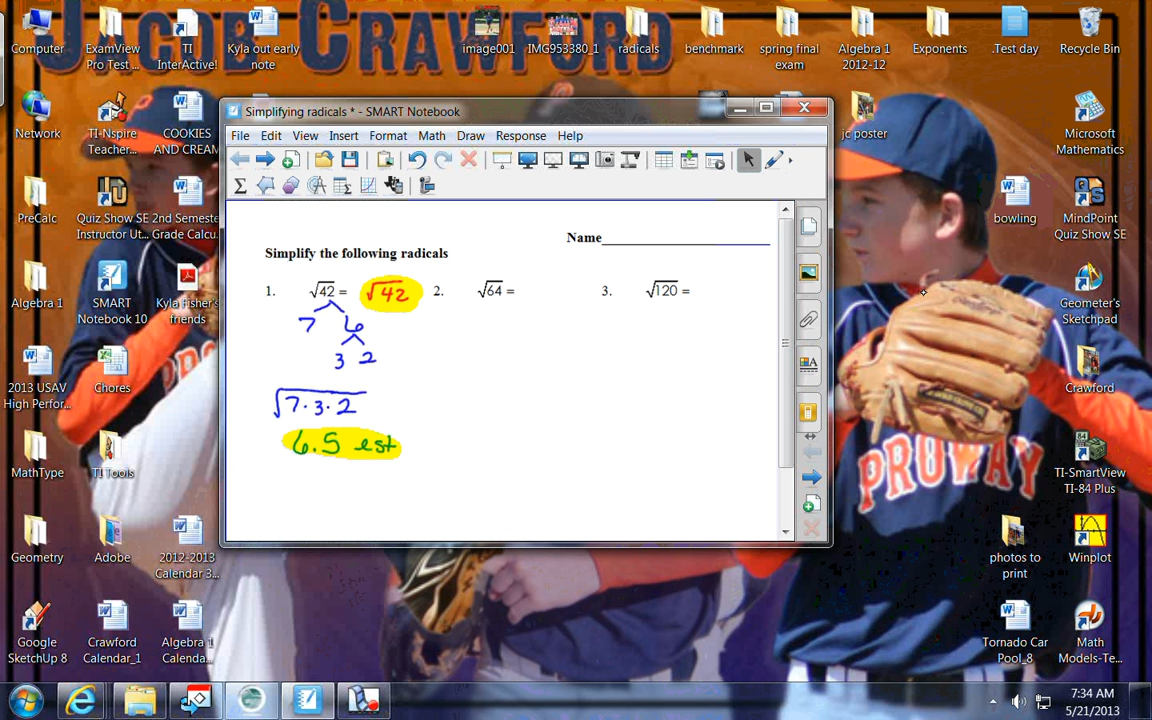 JACOB CRAWFORD
Computer
ExamView Pro Test ...
TI InterActive!
Kyla out early note
image001
IMG953380_1
radicals
benchmark
spring final exam
Algebra 1 2012-12
Exponents
.Test day
Recycle Bin
Network
TI-Nspire Teacher...
COOKIES AND CREAM
jc poster
Microsoft Mathematics
PreCalc
Quiz Show SE Instructor Ut...
2nd Semest Grade Calcu...
bowling
MindPoint Quiz Show SE
Algebra 1
SMART Notebook 10
Kyla Fisher's friends
Geometer's Sketchpad
2013 USAV High Perfor...
Chores
Crawford
MathType
TI Tools
TI-SmartView TI-84 Plus
Geometry
Adobe
2012-2013 Calendar 3...
photos to print
Winplot
Google SketchUp 8
Crawford Calendar_1
Algebra 1 Calenda...
Tornado Car Pool_8
Math Models-Te...
Simplifying radicals * - SMART Notebook
File Edit View Insert Format Math Draw Response Help
Name
Simplify the following radicals
1. √42 = √42 2. √64 = 3. √120 =
7 6
3 2
√7·3·2
6.5 est
PROWAY
7:34 AM
5/21/2013